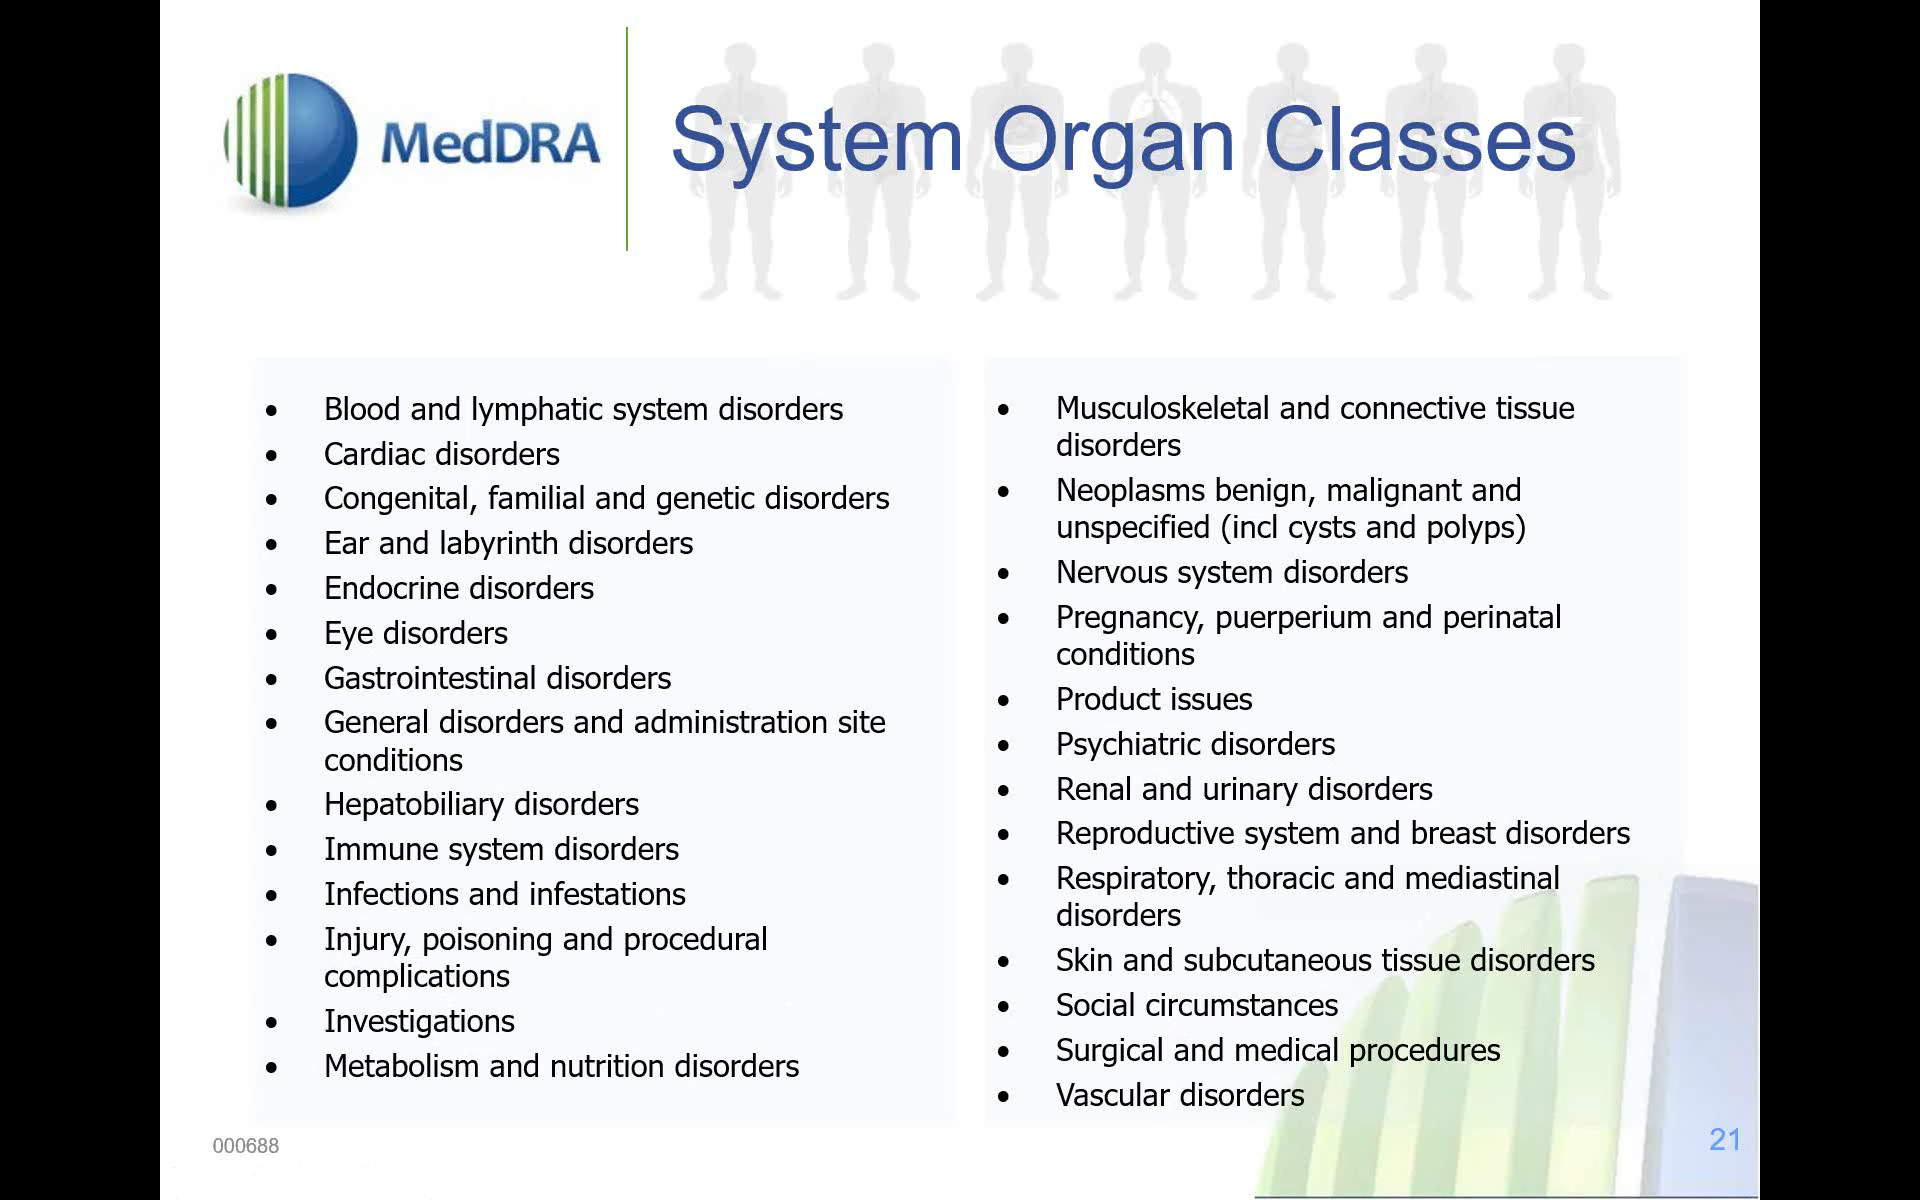 MedDRA
System Organ Classes
• Blood and lymphatic system disorders
• Cardiac disorders
• Congenital, familial and genetic disorders
• Ear and labyrinth disorders
• Endocrine disorders
• Eye disorders
• Gastrointestinal disorders
• General disorders and administration site
conditions
• Hepatobiliary disorders
• Immune system disorders
• Infections and infestations
• Injury, poisoning and procedural
complications
• Investigations
• Metabolism and nutrition disorders
• Musculoskeletal and connective tissue
disorders
• Neoplasms benign, malignant and
unspecified (incl cysts and polyps)
• Nervous system disorders
• Pregnancy, puerperium and perinatal
conditions
• Product issues
• Psychiatric disorders
• Renal and urinary disorders
• Reproductive system and breast disorders
• Respiratory, thoracic and mediastinal
disorders
• Skin and subcutaneous tissue disorders
• Social circumstances
• Surgical and medical procedures
• Vascular disorders
000688
21